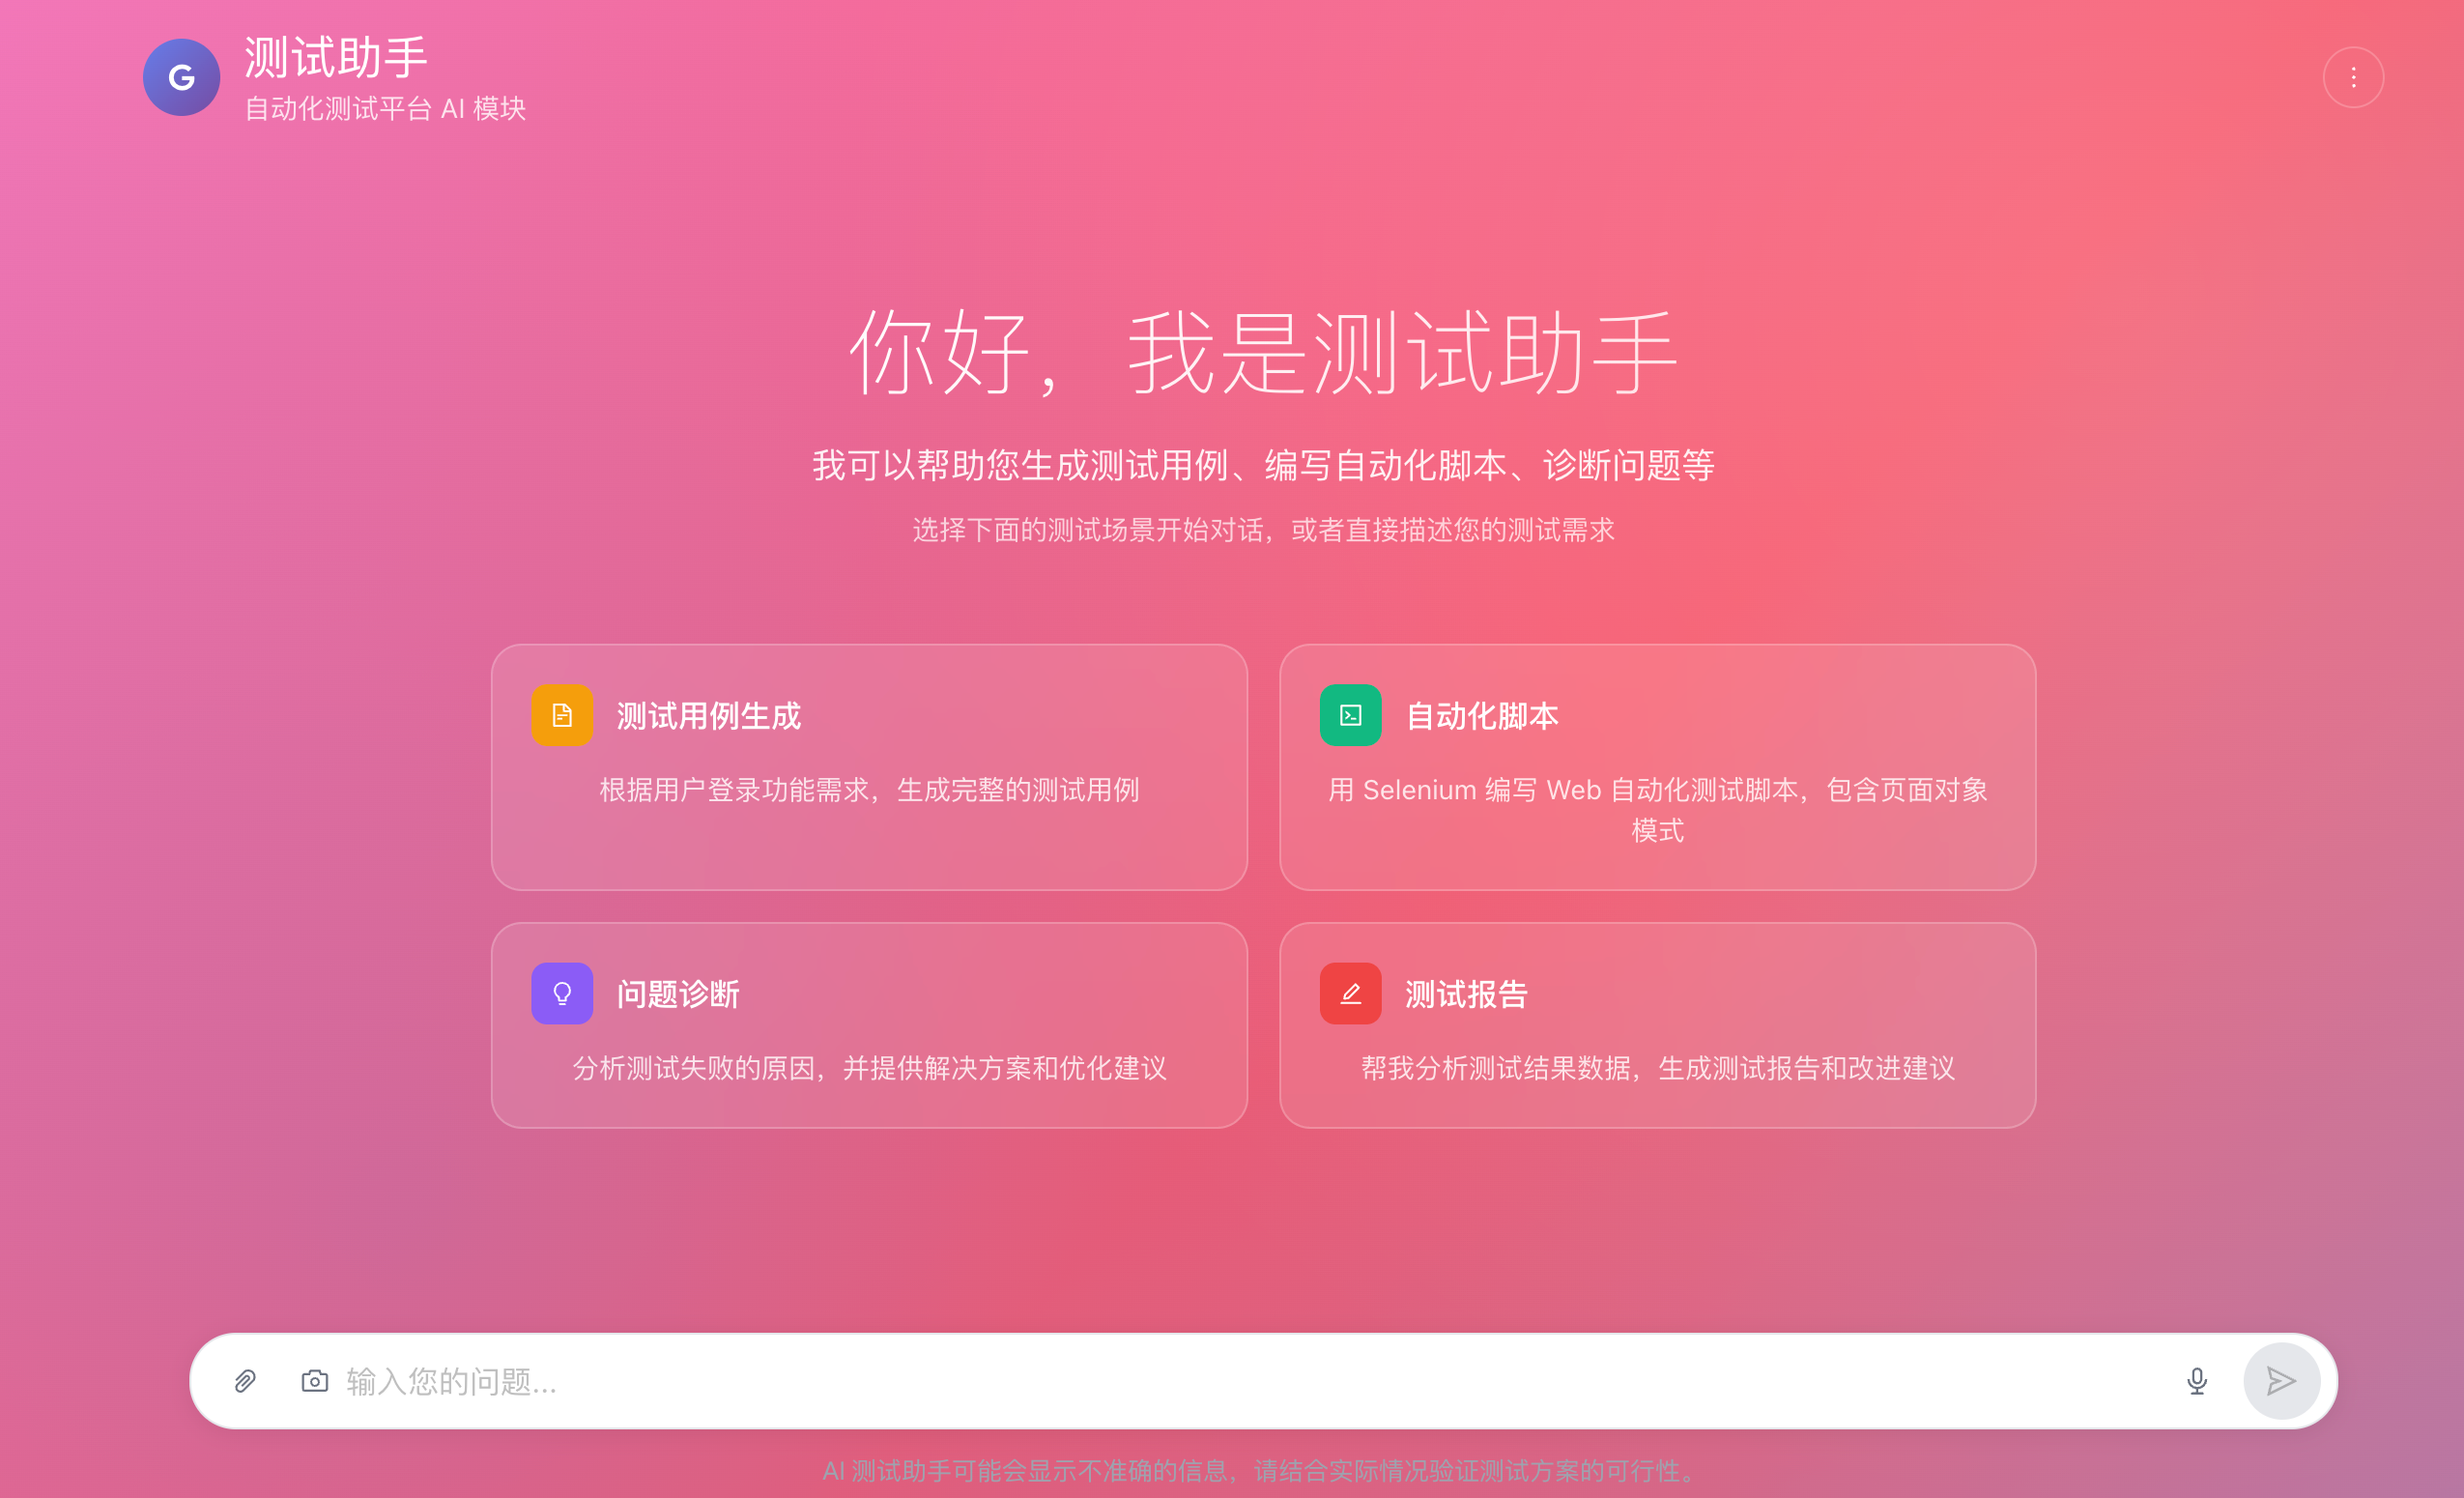 G
测试助手
自动化测试平台 AI 模块
你好，我是测试助手
我可以帮助您生成测试用例、编写自动化脚本、诊断问题等
选择下面的测试场景开始对话，或者直接描述您的测试需求
测试用例生成
根据用户登录功能需求，生成完整的测试用例
自动化脚本
用 Selenium 编写 Web 自动化测试脚本，包含页面对象
模式
问题诊断
分析测试失败的原因，并提供解决方案和优化建议
测试报告
帮我分析测试结果数据，生成测试报告和改进建议
输入您的问题...
AI 测试助手可能会显示不准确的信息，请结合实际情况验证测试方案的可行性。